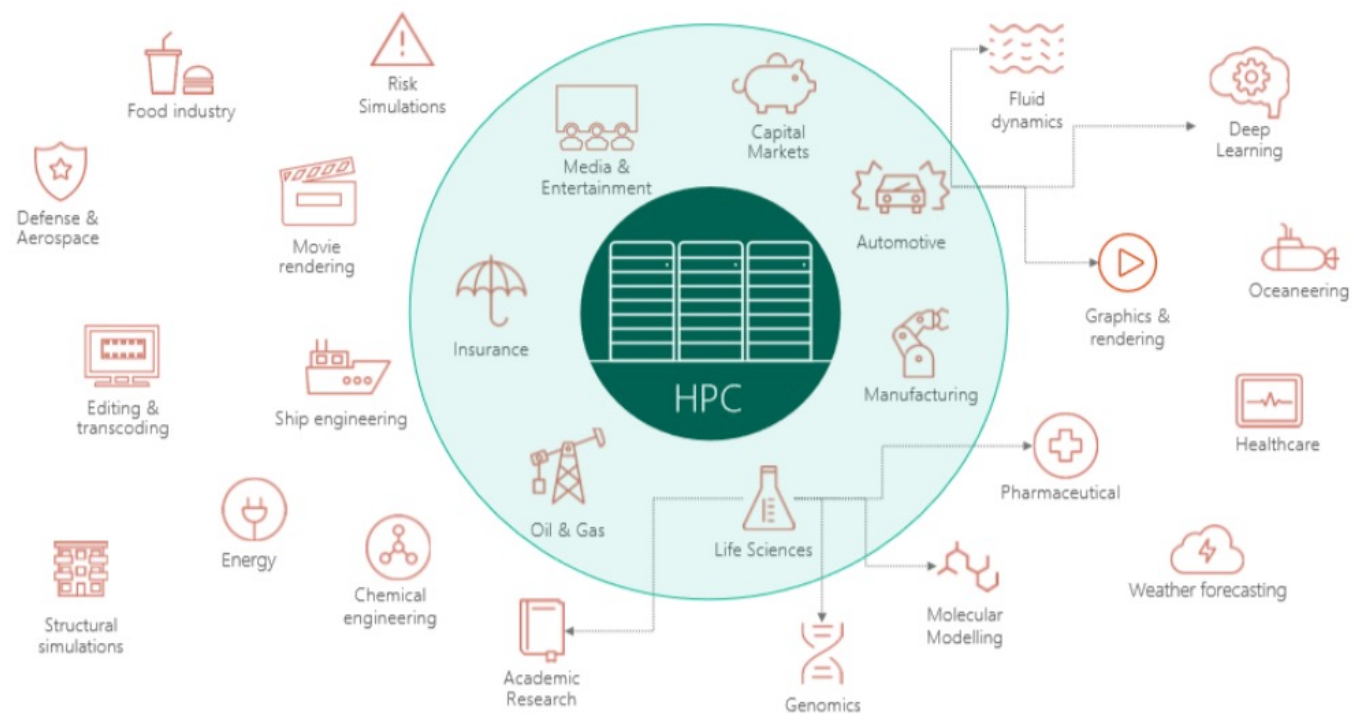 Food industry
Risk
Simulations
Media &
Entertainment
Capital
Markets
Fluid
dynamics
Deep
Learning
Defense &
Aerospace
Movie
rendering
Automotive
Oceaneering
Insurance
Graphics &
rendering
Editing &
transcoding
Ship engineering
HPC
Manufacturing
Healthcare
Pharmaceutical
Energy
Oil & Gas
Life Sciences
Chemical
engineering
Weather forecasting
Structural
simulations
Academic
Research
Genomics
Molecular
Modelling